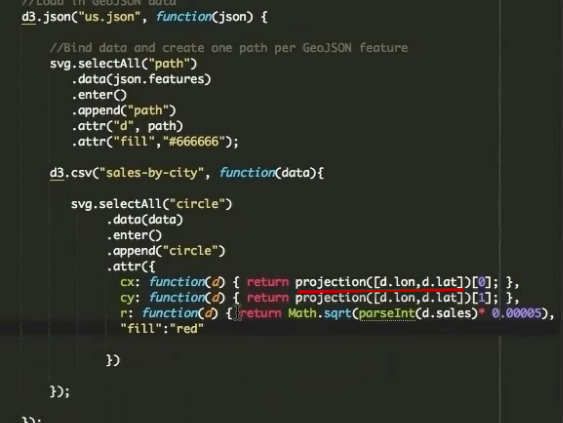 //Load in GeoJSON data
d3.json("us.json", function(json) {
//Bind data and create one path per GeoJSON feature
svg.selectAll("path")
.data(json.features)
.enter()
.append("path")
.attr("d", path)
.attr("fill","#666666");
d3.csv("sales-by-city", function(data){
svg.selectAll("circle")
.data(data)
.enter()
.append("circle")
.attr({
cx: function(d) { return projection([d.lon,d.lat])[0]; },
cy: function(d) { return projection([d.lon,d.lat])[1]; },
r: function(d) { return Math.sqrt(parseInt(d.sales)* 0.00005),
"fill":"red"
})
});
});